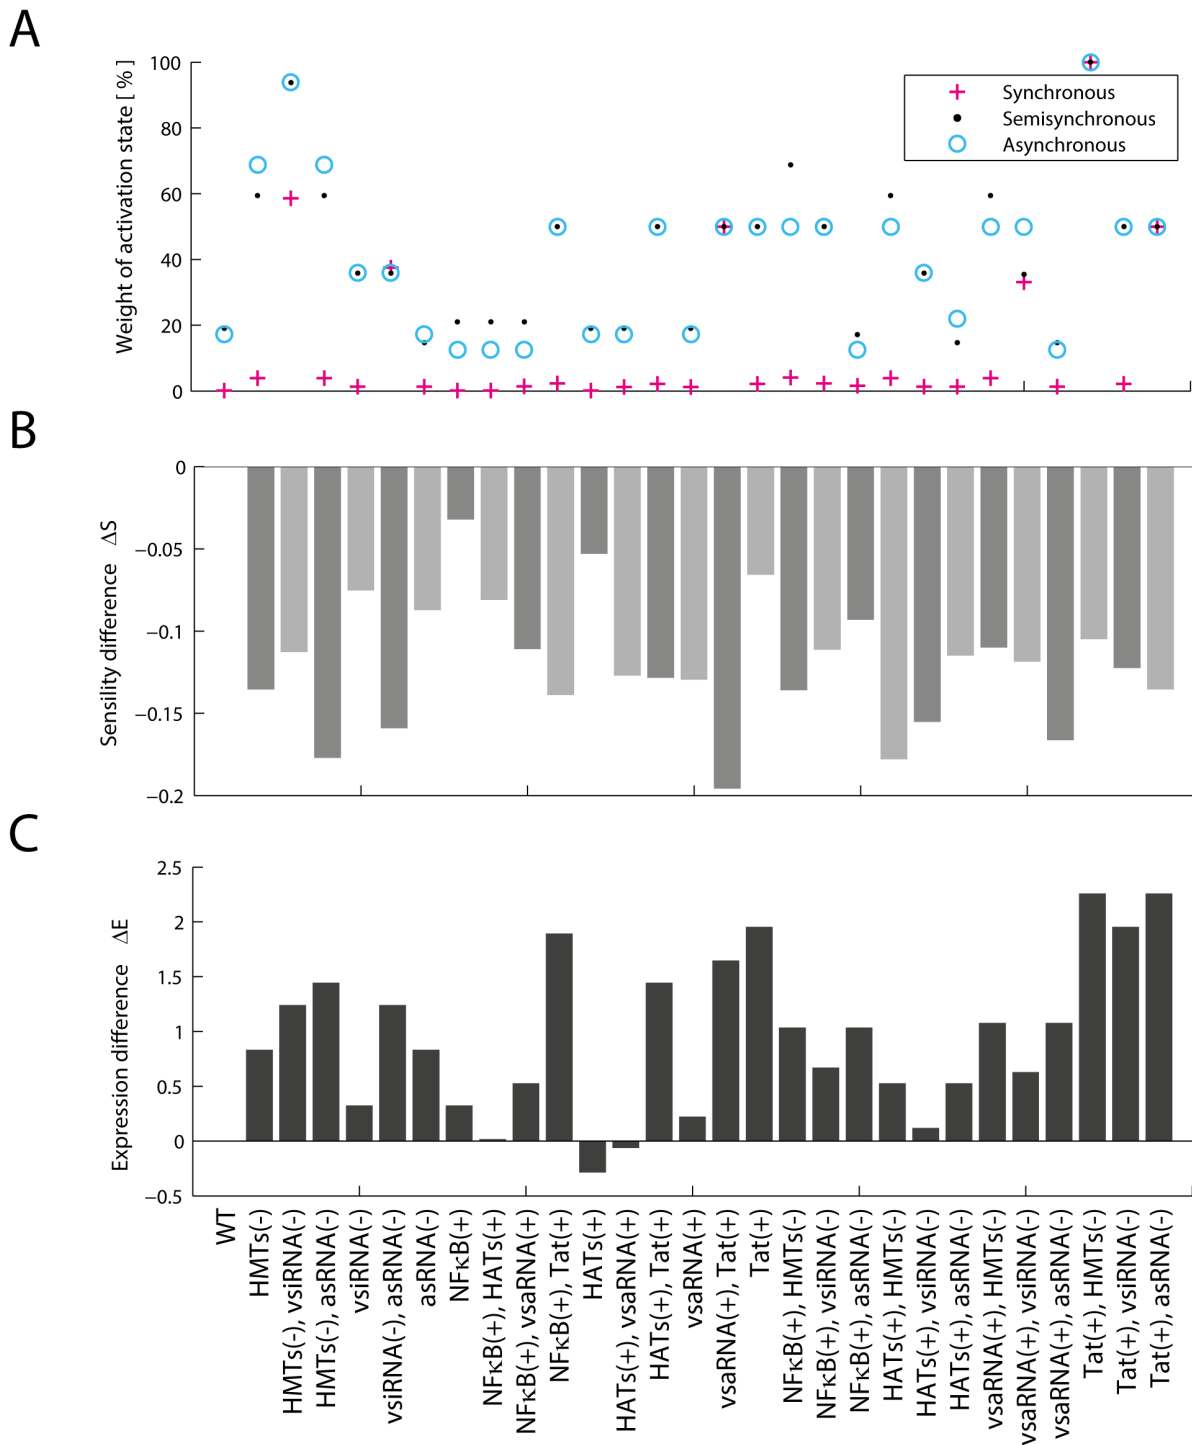 A
Weight of activation state [ % ]
100
80
60
40
20
0
Synchronous
Semisynchronous
Asynchronous
B
Sensility difference ΔS
0
−0.05
−0.1
−0.15
−0.2
C
Expression difference ΔE
2.5
2
1.5
1
0.5
0
−0.5
WT
HMTs(-)
HMTs(-), vsiRNA(-)
HMTs(-), asRNA(-)
vsiRNA(-)
vsiRNA(-), asRNA(-)
asRNA(-)
NFκB(+)
NFκB(+), HATs(+)
NFκB(+), vsaRNA(+)
NFκB(+), Tat(+)
HATs(+)
HATs(+), vsaRNA(+)
HATs(+), Tat(+)
vsaRNA(+)
vsaRNA(+), Tat(+)
Tat(+)
NFκB(+), HMTs(-)
NFκB(+), vsiRNA(-)
NFκB(+), asRNA(-)
HATs(+), HMTs(-)
HATs(+), vsiRNA(-)
HATs(+), asRNA(-)
vsaRNA(+), HMTs(-)
vsaRNA(+), vsiRNA(-)
vsaRNA(+), asRNA(-)
Tat(+), HMTs(-)
Tat(+), vsiRNA(-)
Tat(+), asRNA(-)